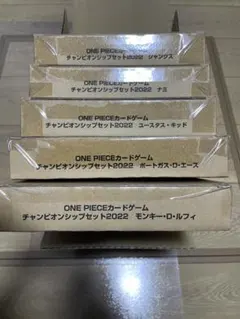 ONE PIECEカードゲーム
チャンピオンシップセット2022　シャンクス
ONE PIECEカードゲーム
チャンピオンシップセット2022　ナミ
ONE PIECEカードゲーム
チャンピオンシップセット2022　ユースタス・キッド
ONE PIECEカードゲーム
チャンピオンシップセット2022　ポートガス・D・エース
ONE PIECEカードゲーム
チャンピオンシップセット2022　モンキー・D・ルフィ